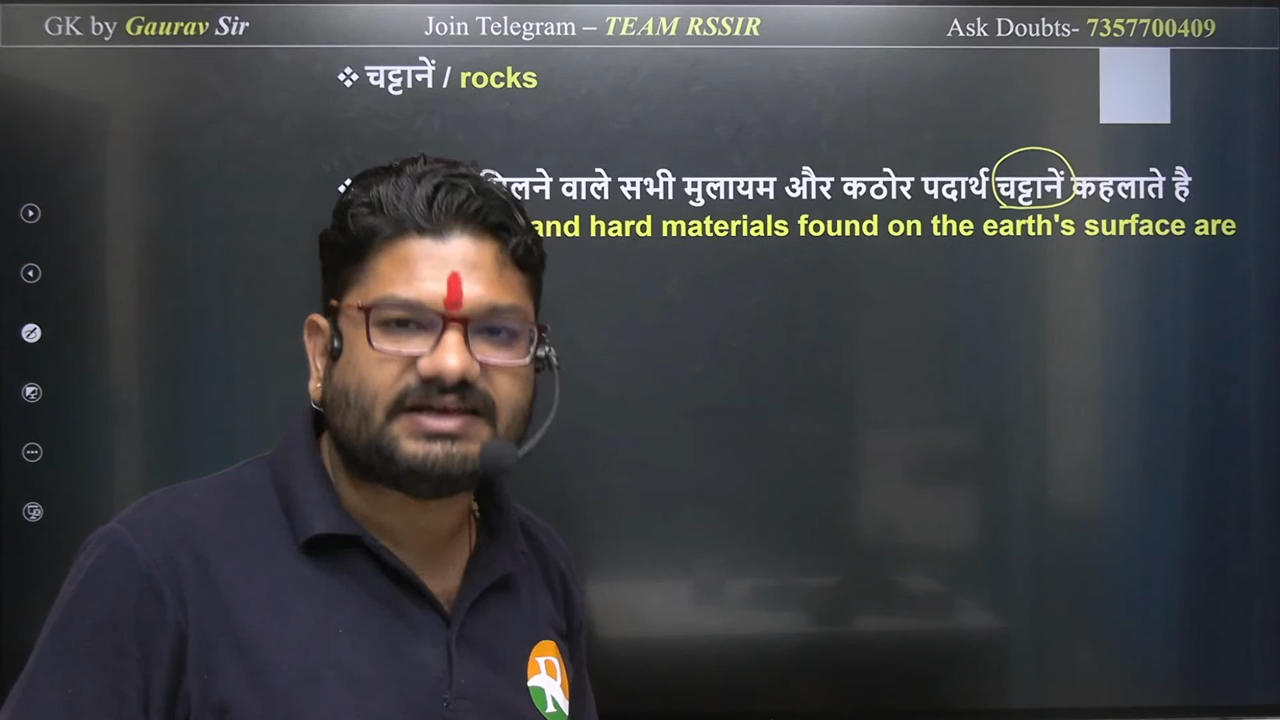 GK by Gaurav Sir
Join Telegram – TEAM RSSIR
Ask Doubts- 7357700409
❖ चट्टानें / rocks
वाले सभी मुलायम और कठोर पदार्थ चट्टानें कहलाते है
and hard materials found on the earth's surface are